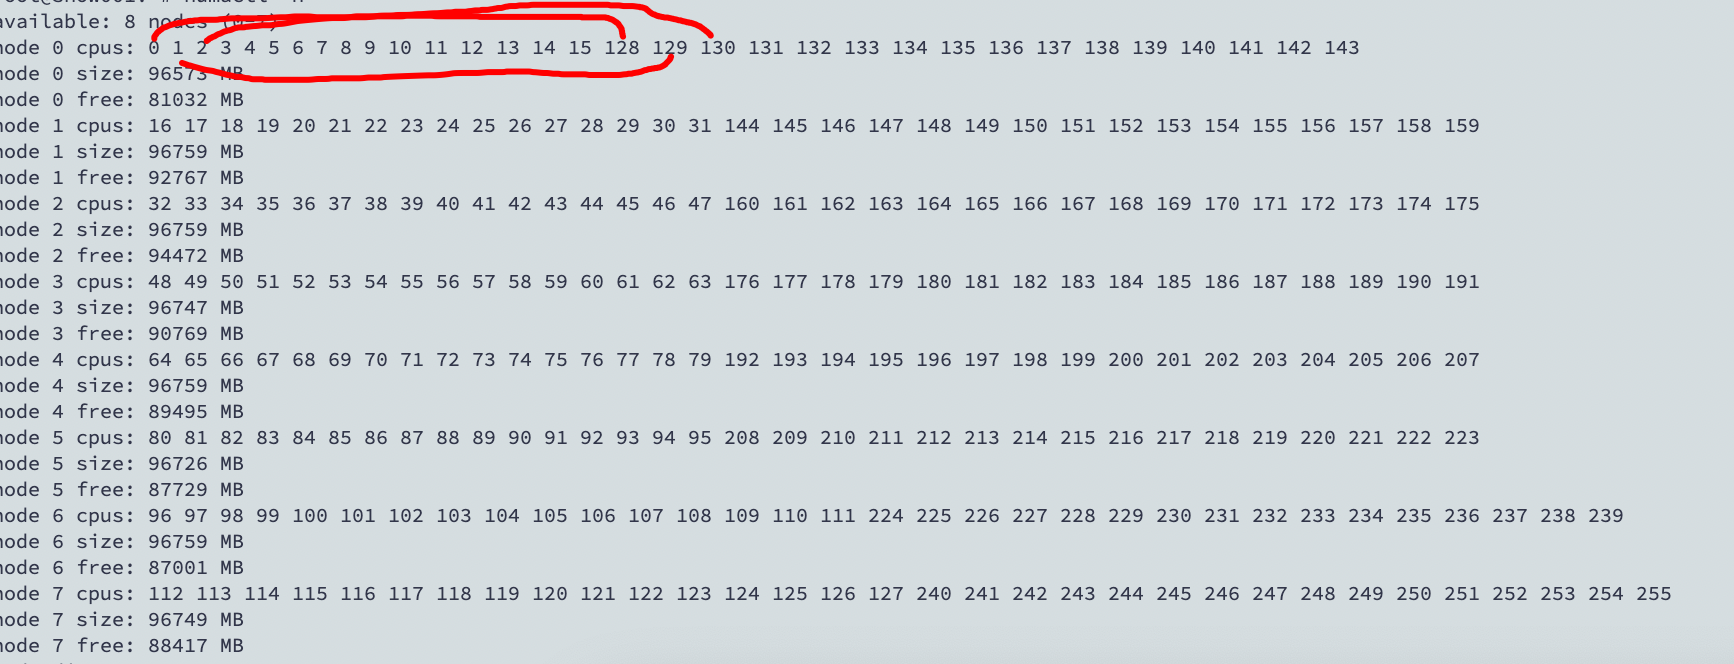 available: 8 nodes (0-7)
node 0 cpus: 0 1 2 3 4 5 6 7 8 9 10 11 12 13 14 15 128 129 130 131 132 133 134 135 136 137 138 139 140 141 142 143
node 0 size: 96573 MB
node 0 free: 81032 MB
node 1 cpus: 16 17 18 19 20 21 22 23 24 25 26 27 28 29 30 31 144 145 146 147 148 149 150 151 152 153 154 155 156 157 158 159
node 1 size: 96759 MB
node 1 free: 92767 MB
node 2 cpus: 32 33 34 35 36 37 38 39 40 41 42 43 44 45 46 47 160 161 162 163 164 165 166 167 168 169 170 171 172 173 174 175
node 2 size: 96759 MB
node 2 free: 94472 MB
node 3 cpus: 48 49 50 51 52 53 54 55 56 57 58 59 60 61 62 63 176 177 178 179 180 181 182 183 184 185 186 187 188 189 190 191
node 3 size: 96747 MB
node 3 free: 90769 MB
node 4 cpus: 64 65 66 67 68 69 70 71 72 73 74 75 76 77 78 79 192 193 194 195 196 197 198 199 200 201 202 203 204 205 206 207
node 4 size: 96759 MB
node 4 free: 89495 MB
node 5 cpus: 80 81 82 83 84 85 86 87 88 89 90 91 92 93 94 95 208 209 210 211 212 213 214 215 216 217 218 219 220 221 222 223
node 5 size: 96726 MB
node 5 free: 87729 MB
node 6 cpus: 96 97 98 99 100 101 102 103 104 105 106 107 108 109 110 111 224 225 226 227 228 229 230 231 232 233 234 235 236 237 238 239
node 6 size: 96759 MB
node 6 free: 87001 MB
node 7 cpus: 112 113 114 115 116 117 118 119 120 121 122 123 124 125 126 127 240 241 242 243 244 245 246 247 248 249 250 251 252 253 254 255
node 7 size: 96749 MB
node 7 free: 88417 MB